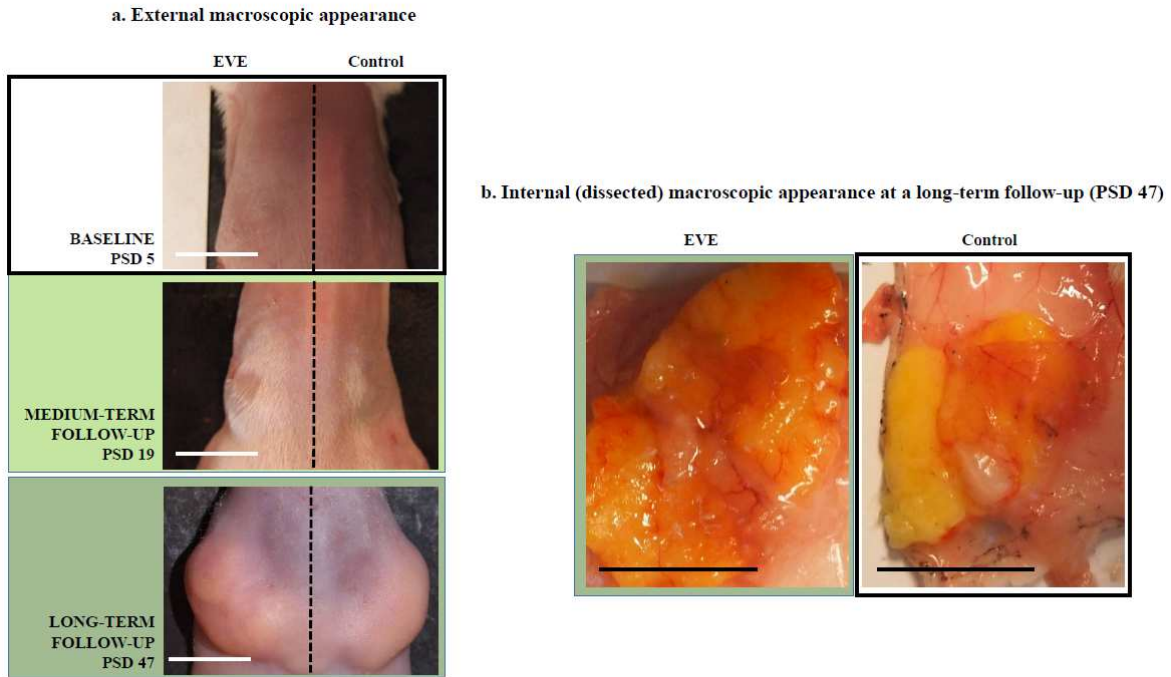 a. External macroscopic appearance
EVE
Control
BASELINE
PSD 5
MEDIUM-TERM
FOLLOW-UP
PSD 19
LONG-TERM
FOLLOW-UP
PSD 47
b. Internal (dissected) macroscopic appearance at a long-term follow-up (PSD 47)
EVE
Control